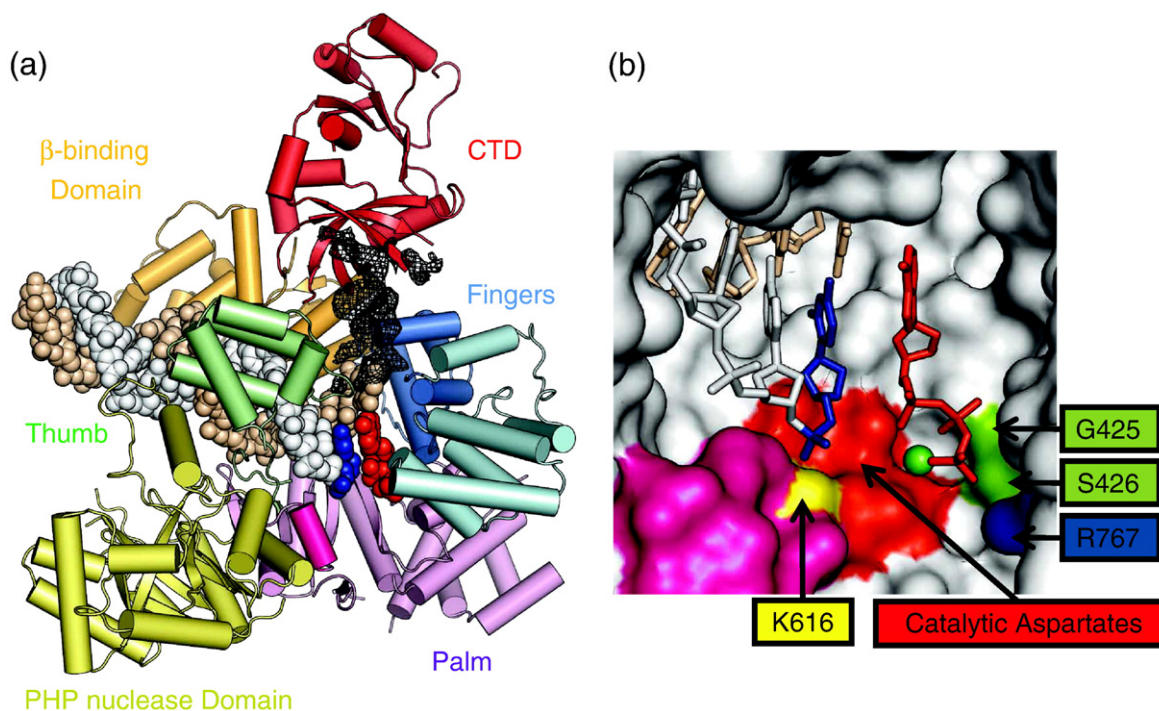 (a)
β-binding
Domain
CTD
Fingers
Thumb
Palm
PHP nuclease Domain
(b)
G425
S426
R767
K616
Catalytic Aspartates